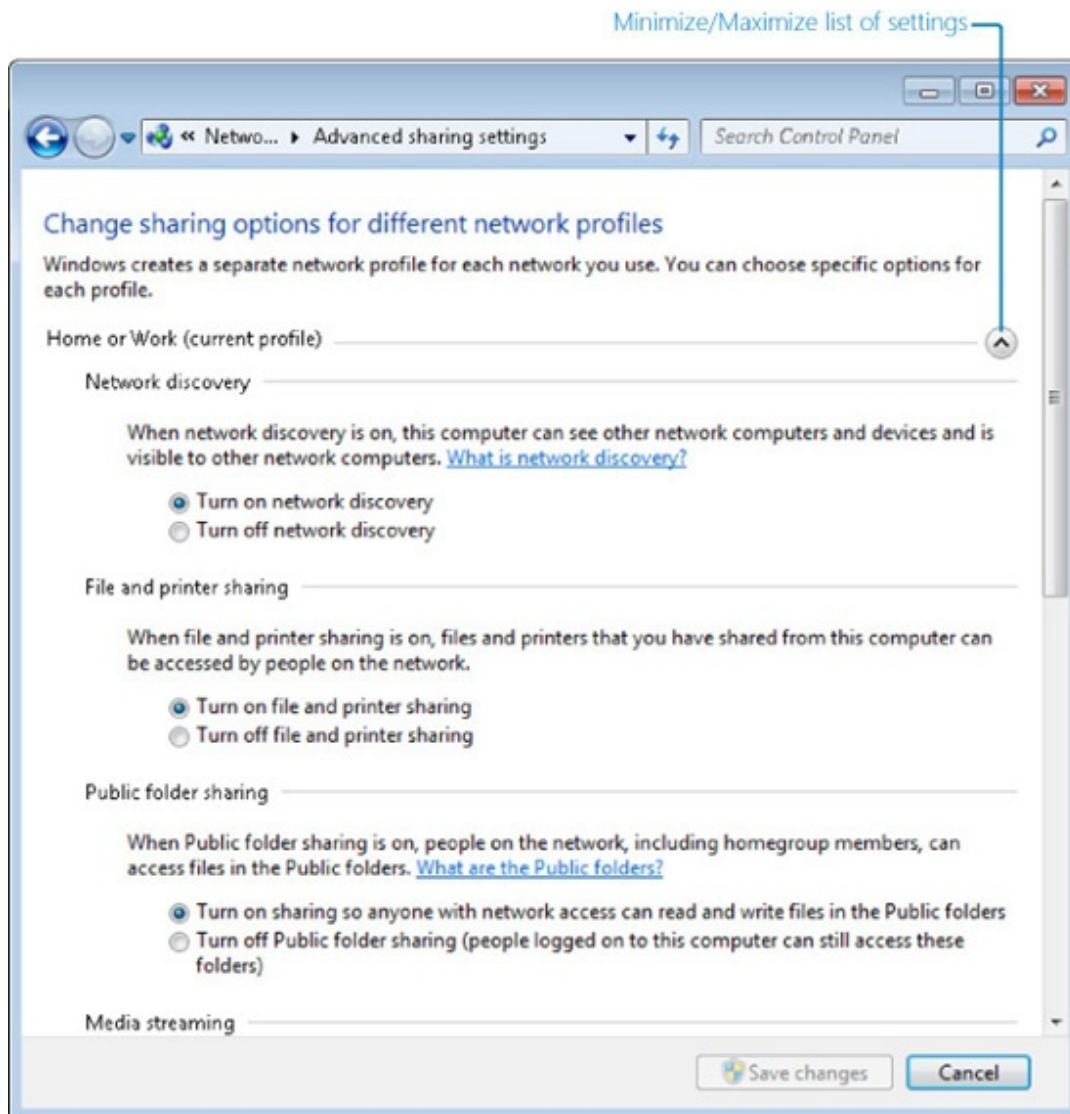 Minimize/Maximize list of settings
« Netwo... ▸ Advanced sharing settings
Search Control Panel
Change sharing options for different network profiles
Windows creates a separate network profile for each network you use. You can choose specific options for
each profile.
Home or Work (current profile)
Network discovery
When network discovery is on, this computer can see other network computers and devices and is
visible to other network computers. What is network discovery?
Turn on network discovery
Turn off network discovery
File and printer sharing
When file and printer sharing is on, files and printers that you have shared from this computer can
be accessed by people on the network.
Turn on file and printer sharing
Turn off file and printer sharing
Public folder sharing
When Public folder sharing is on, people on the network, including homegroup members, can
access files in the Public folders. What are the Public folders?
Turn on sharing so anyone with network access can read and write files in the Public folders
Turn off Public folder sharing (people logged on to this computer can still access these
folders)
Media streaming
Save changes
Cancel